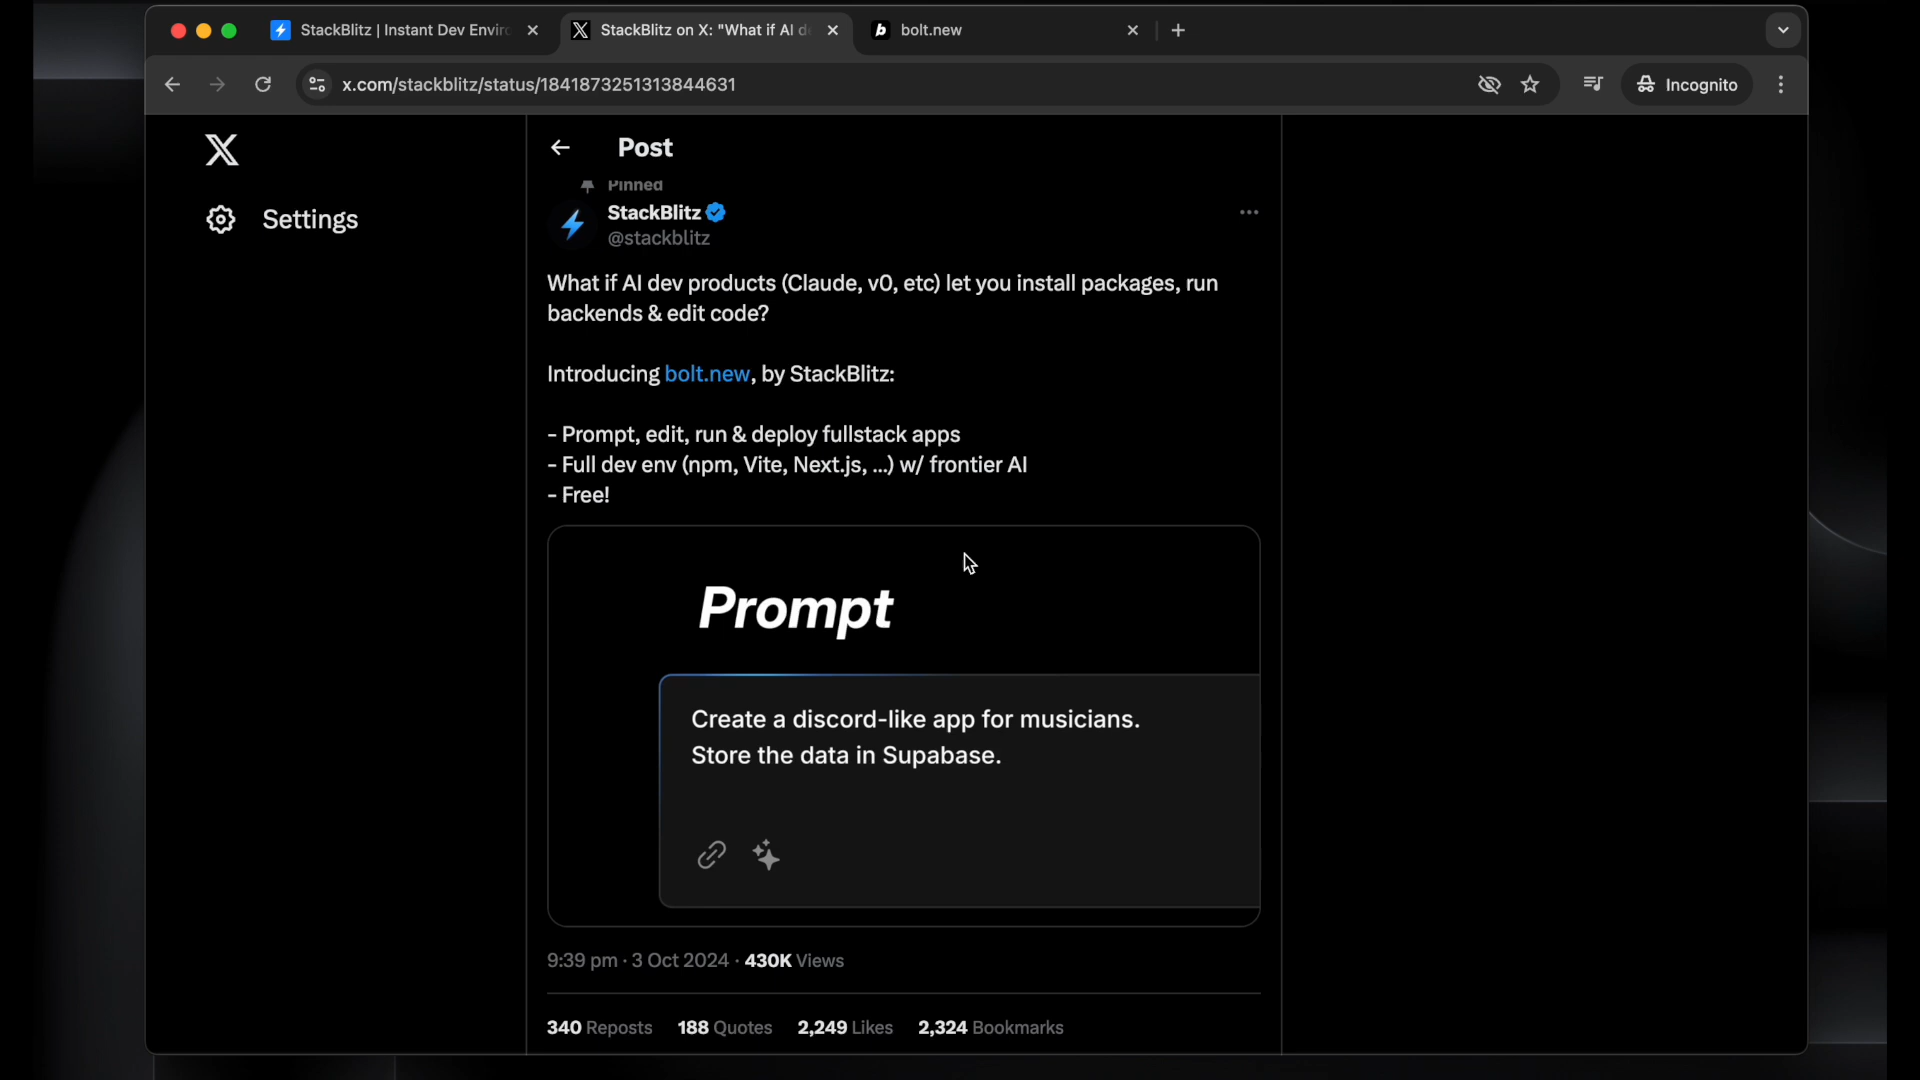 StackBlitz | Instant Dev Enviro
StackBlitz on X: "What if AI de
bolt.new
x.com/stackblitz/status/1841873251313844631
Incognito
Settings
Post
Pinned
StackBlitz
@stackblitz
What if AI dev products (Claude, v0, etc) let you install packages, run
backends & edit code?
Introducing bolt.new, by StackBlitz:
- Prompt, edit, run & deploy fullstack apps
- Full dev env (npm, Vite, Next.js, ...) w/ frontier AI
- Free!
Prompt
Create a discord-like app for musicians.
Store the data in Supabase.
9:39 pm · 3 Oct 2024 · 430K Views
340 Reposts 188 Quotes 2,249 Likes 2,324 Bookmarks